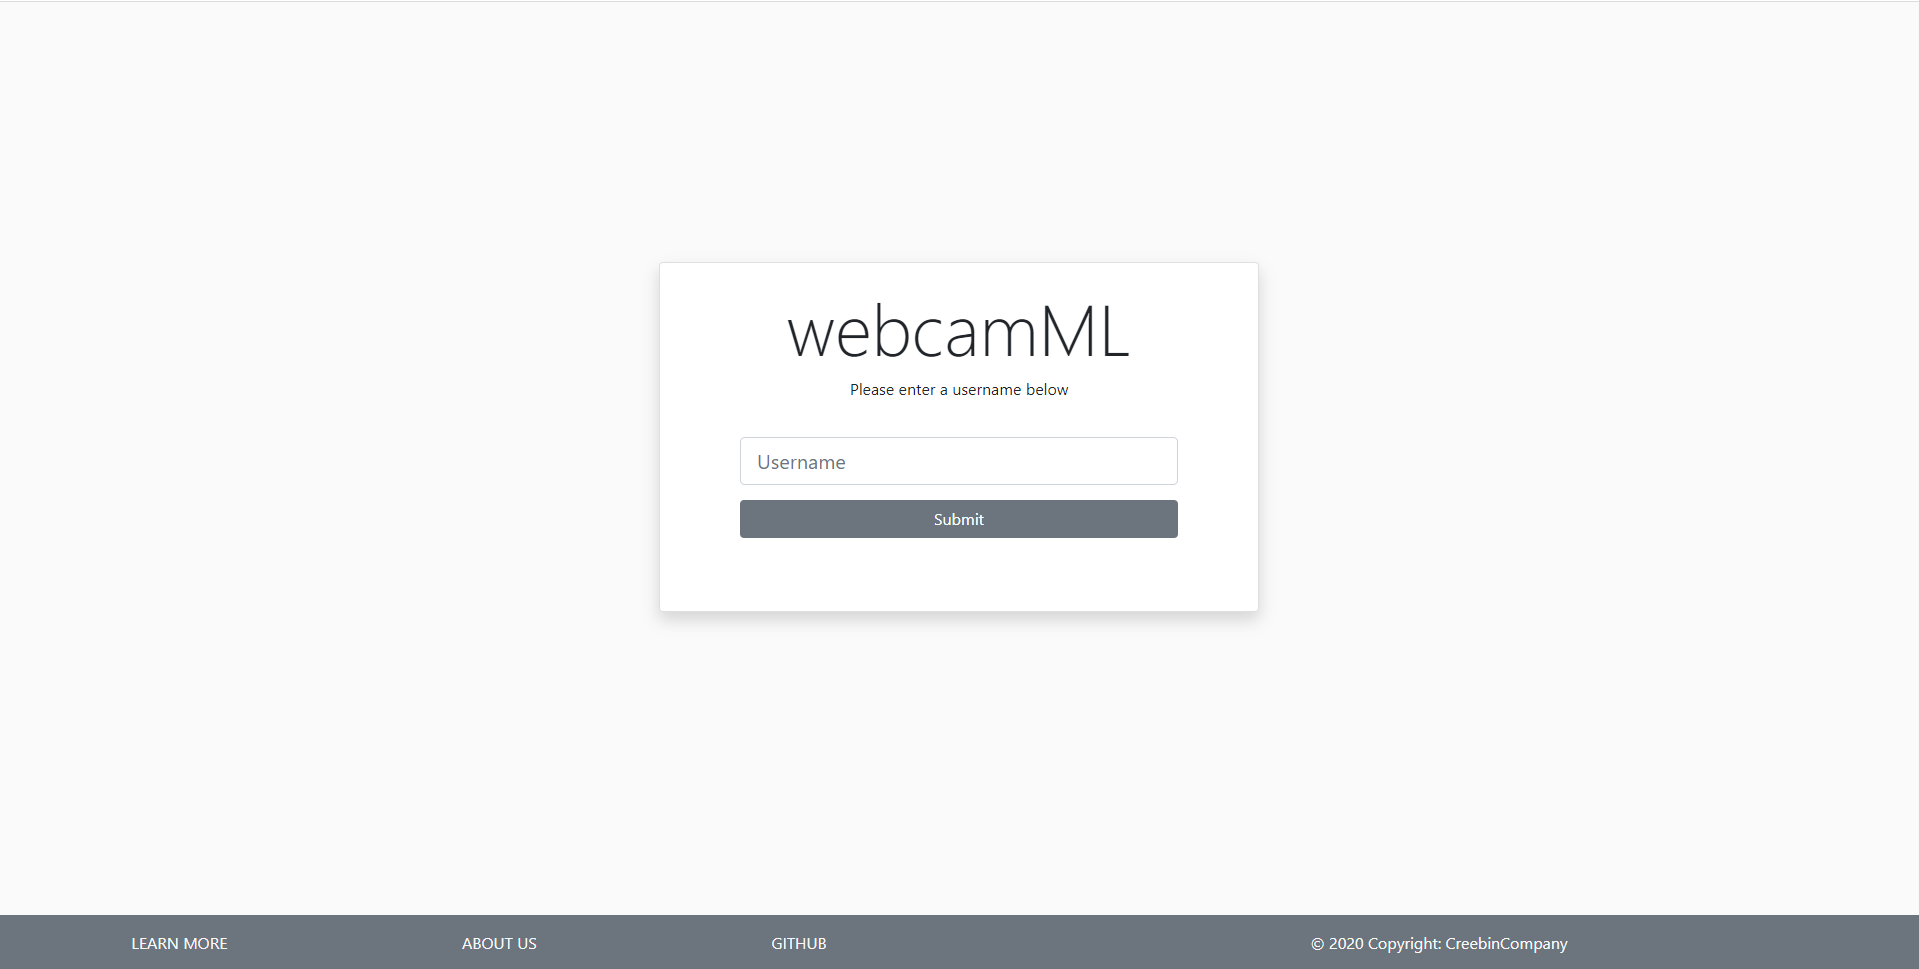 webcamML
Please enter a username below
Username
Submit
LEARN MORE ABOUT US GITHUB © 2020 Copyright: CreebinCompany